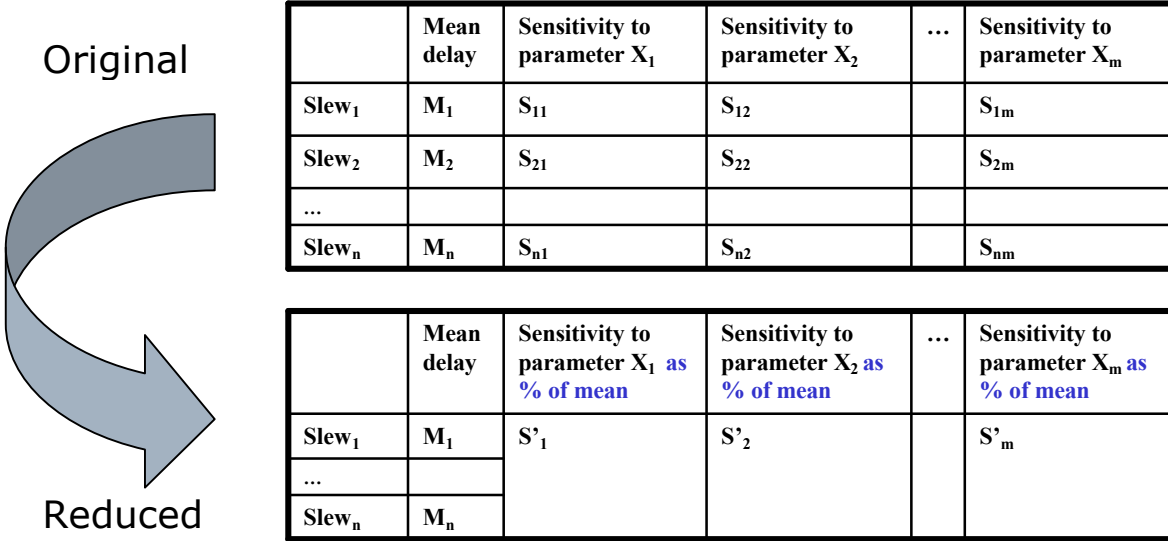 Original
Mean delay | Sensitivity to parameter X₁ | Sensitivity to parameter X₂ | … | Sensitivity to parameter Xₘ
Slew₁ | M₁ | S₁₁ | S₁₂ | S₁ₘ
Slew₂ | M₂ | S₂₁ | S₂₂ | S₂ₘ
…
Slewₙ | Mₙ | Sₙ₁ | Sₙ₂ | Sₙₘ
Mean delay | Sensitivity to parameter X₁ as % of mean | Sensitivity to parameter X₂ as % of mean | … | Sensitivity to parameter Xₘ as % of mean
Slew₁ | M₁ | S’₁ | S’₂ | S’ₘ
…
Slewₙ | Mₙ
Reduced